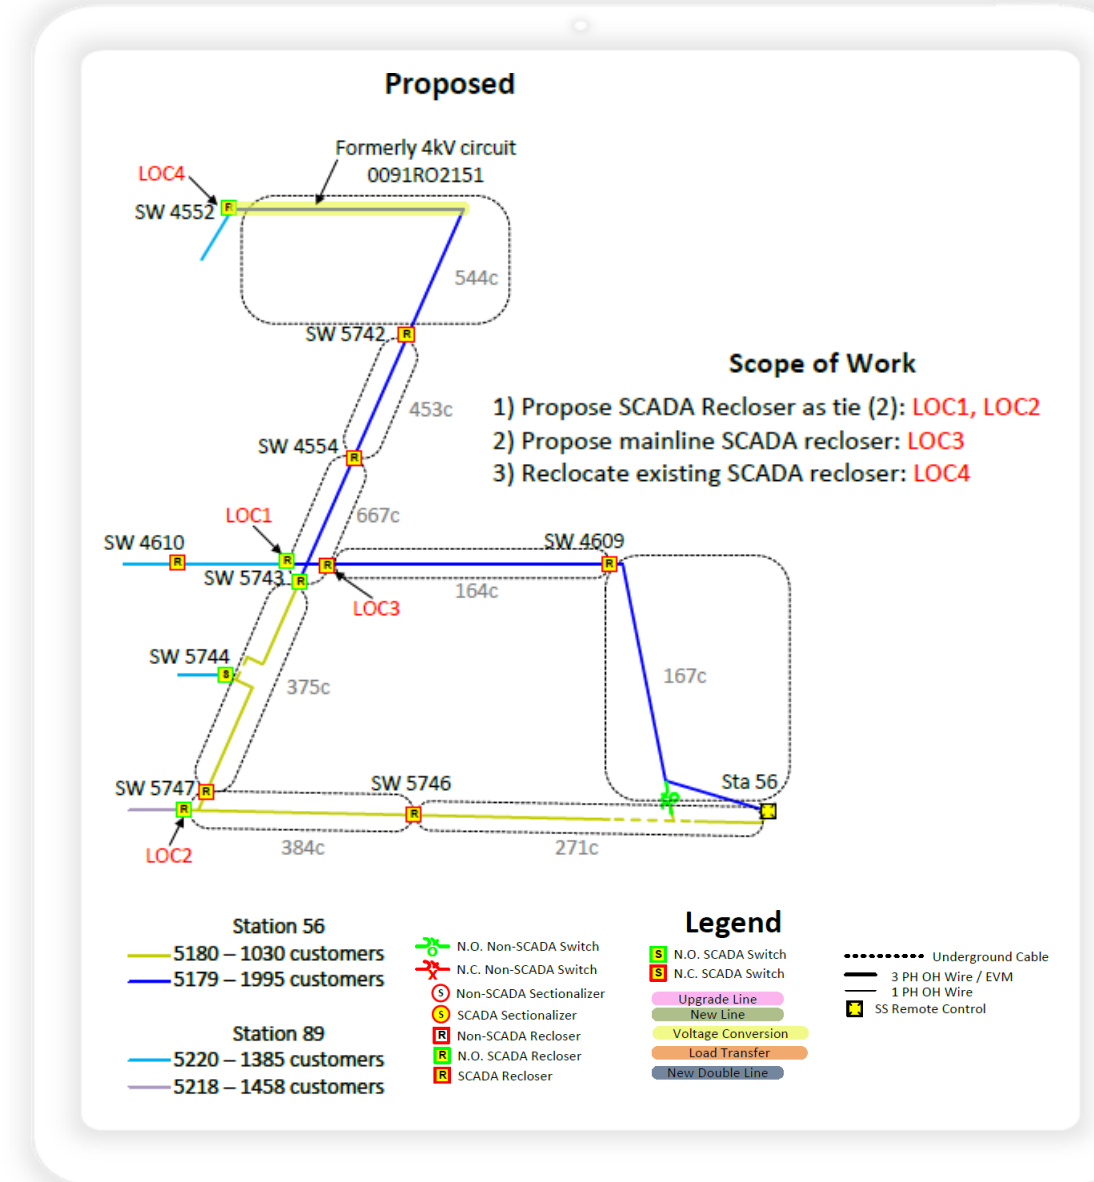 Proposed
Formerly 4kV circuit
0091RO2151
LOC4
SW 4552
R
544c
SW 5742
R
Scope of Work
1) Propose SCADA Recloser as tie (2): LOC1, LOC2
2) Propose mainline SCADA recloser: LOC3
3) Reclocate existing SCADA recloser: LOC4
453c
SW 4554
R
667c
LOC1
SW 4610
R
R
SW 4609
R
SW 5743
R
R
164c
LOC3
SW 5744
S
375c
167c
SW 5747
R
SW 5746
R
Sta 56
R
LOC2
384c
271c
Station 56
5180 – 1030 customers
5179 – 1995 customers
Station 89
5220 – 1385 customers
5218 – 1458 customers
Legend
N.O. Non-SCADA Switch
N.C. Non-SCADA Switch
S Non-SCADA Sectionalizer
S SCADA Sectionalizer
R Non-SCADA Recloser
R N.O. SCADA Recloser
R SCADA Recloser
S N.O. SCADA Switch
S N.C. SCADA Switch
Upgrade Line
New Line
Voltage Conversion
Load Transfer
New Double Line
Underground Cable
3 PH OH Wire / EVM
1 PH OH Wire
SS Remote Control